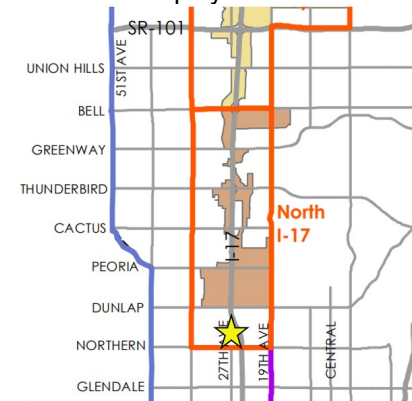 SR-101
51ST AVE
UNION HILLS
BELL
GREENWAY
THUNDERBIRD
CACTUS
North
I-17
I-17
PEORIA
DUNLAP
NORTHERN
27TH AVE
19TH AVE
CENTRAL
GLENDALE